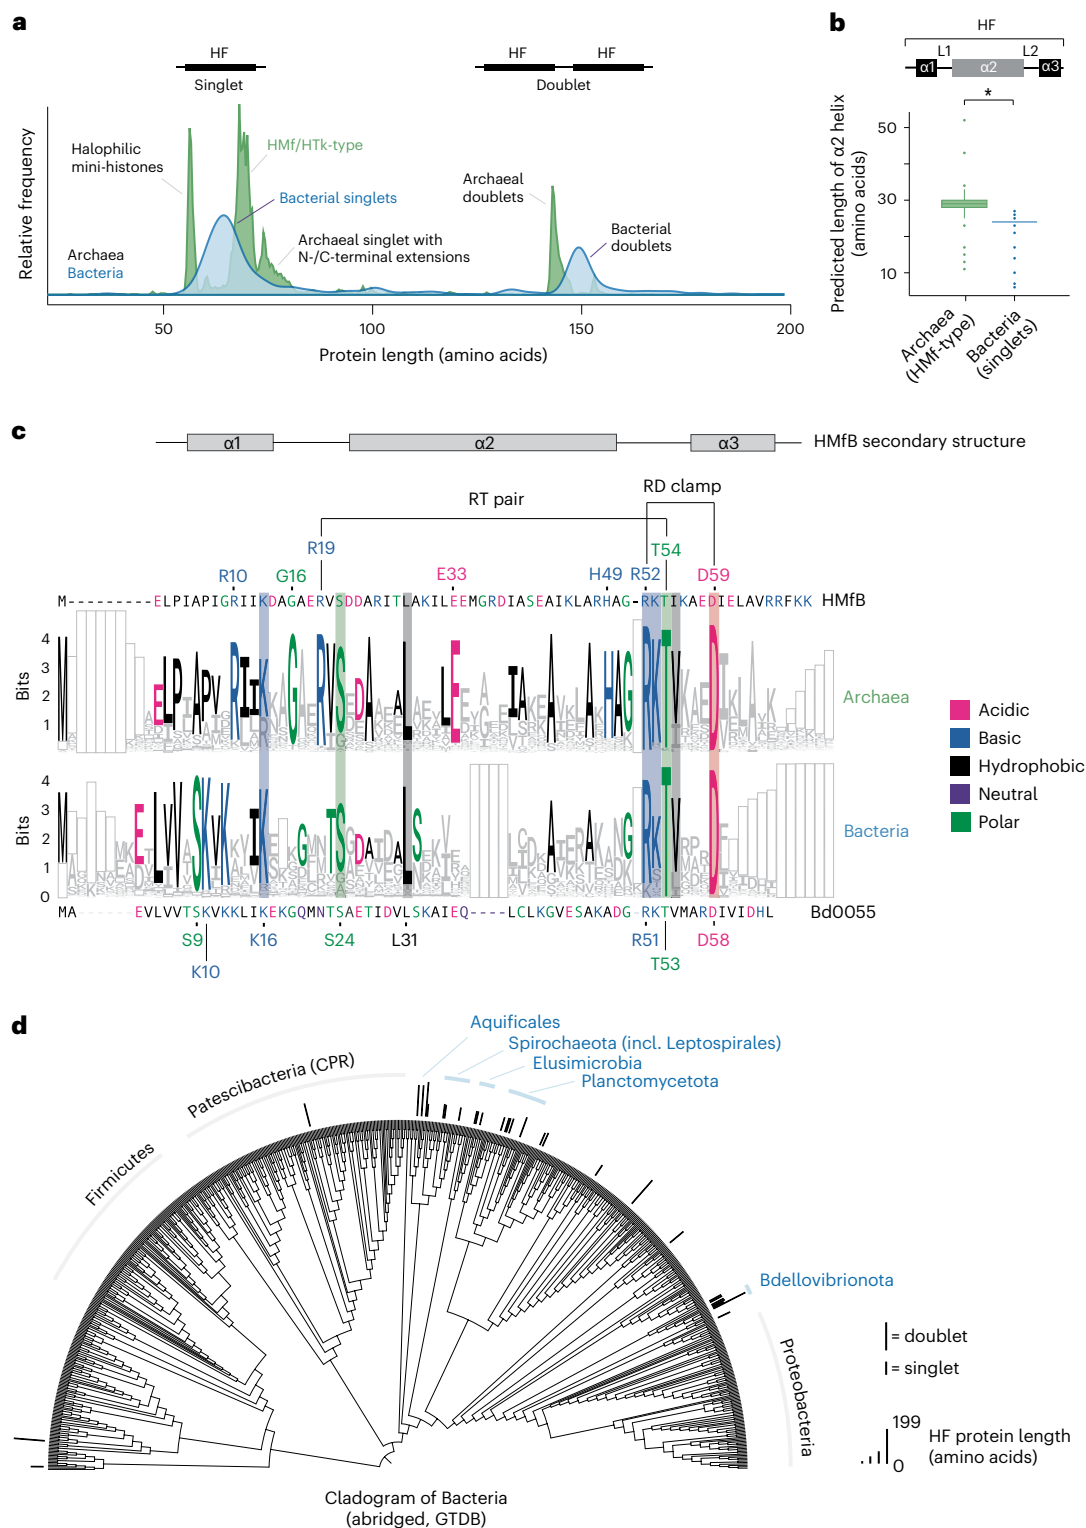 a
HF
HF
HF
Singlet
Doublet
Relative frequency
Halophilic
mini-histones
HMf/HTk-type
Bacterial singlets
Archaeal singlet with
N-/C-terminal extensions
Archaeal
doublets
Bacterial
doublets
Archaea
Bacteria
50
100
150
200
Protein length (amino acids)
b
HF
L1
L2
α1
α2
α3
*
Predicted length of α2 helix
(amino acids)
50
30
10
Archaea
(HMf-type)
Bacteria
(singlets)
c
α1
α2
α3
HMfB secondary structure
RT pair
RD clamp
R19
T54
R10
G16
E33
H49
R52
D59
M-------ELPIAPIGRIIKDAGAERVSDDARITLAKILEEMGRDIASEAIKLARHAG-RKTIKAEDIELAVRRFKK HMfB
Bits
4
3
2
1
Archaea
Bits
4
3
2
1
0
Bacteria
MA-----EVLVVTSKVKKLIKEKGQMNTSAETIDVLSKAIEQ----LCLKGVESAKADG-RKTVMARDIVIDHL Bd0055
S9
K16
S24
L31
R51
D58
K10
T53
Acidic
Basic
Hydrophobic
Neutral
Polar
d
Aquificales
Spirochaeota (incl. Leptospirales)
Elusimicrobia
Planctomycetota
Patescibacteria (CPR)
Firmicutes
Bdellovibrionota
Proteobacteria
= doublet
= singlet
199
0
HF protein length
(amino acids)
Cladogram of Bacteria
(abridged, GTDB)